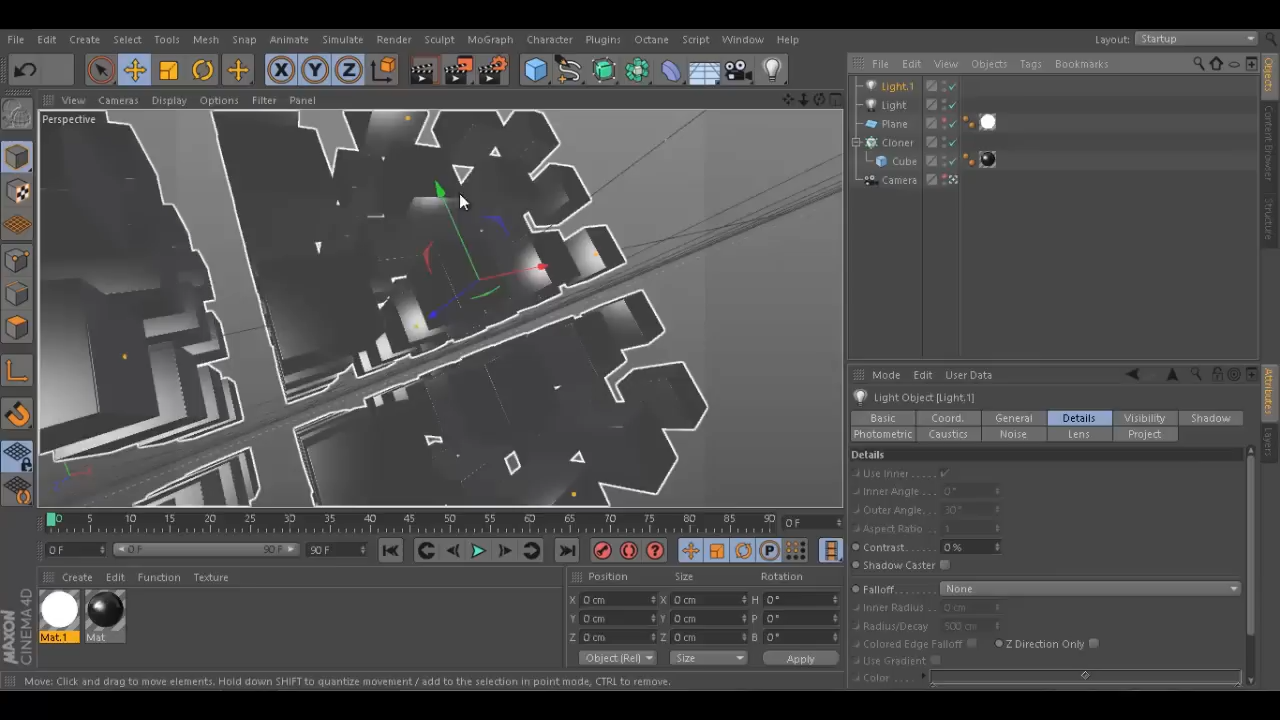 File Edit Create Select Tools Mesh Snap Animate Simulate Render Sculpt MoGraph Character Plugins Octane Script Window Help Layout: Startup
File Edit View Objects Tags Bookmarks
View Cameras Display Options Filter Panel
Perspective
Light.1
Light
Plane
Cloner
Cube
Camera
Objects
Content Browser
Structure
Mode Edit User Data
Light Object [Light.1]
Basic Coord. General Details Visibility Shadow
Photometric Caustics Noise Lens Project
Details
Use Inner
Inner Angle 0 °
Outer Angle 30 °
Aspect Ratio 1
Contrast 0 %
Shadow Caster
Falloff None
Inner Radius 0 cm
Radius/Decay 500 cm
Colored Edge Falloff Z Direction Only
Use Gradient
Color
Attributes
Layers
0 5 10 15 20 25 30 35 40 45 50 55 60 65 70 75 80 85 90 0 F
0 F 0 F 90 F 90 F
Create Edit Function Texture
Mat.1 Mat
Position Size Rotation
X 0 cm X 0 cm H 0 °
Y 0 cm Y 0 cm P 0 °
Z 0 cm Z 0 cm B 0 °
Object (Rel) Size Apply
MAXON CINEMA 4D
Move: Click and drag to move elements. Hold down SHIFT to quantize movement / add to the selection in point mode, CTRL to remove.